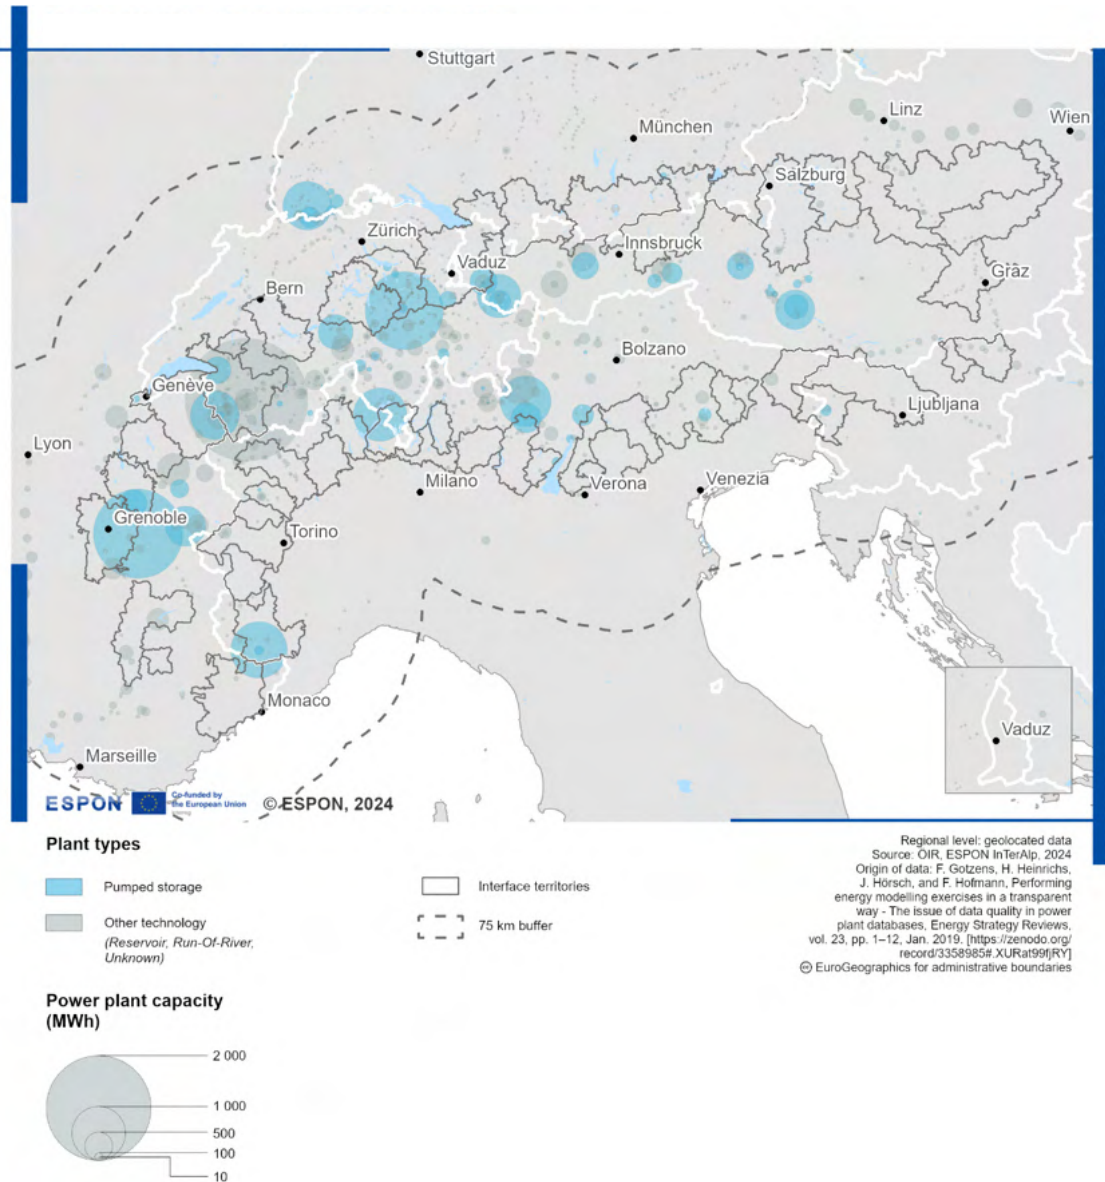 Stuttgart
Linz
Wien
München
Salzburg
Zürich
Innsbruck
Vaduz
Graz
Bern
Bolzano
Genève
Ljubljana
Lyon
Milano
Verona
Venezia
Grenoble
Torino
Monaco
Vaduz
Marseille
ESPON
Co-funded by
the European Union
© ESPON, 2024
Plant types
Pumped storage
Other technology
(Reservoir, Run-Of-River,
Unknown)
Interface territories
75 km buffer
Regional level: geolocated data
Source: ÖIR, ESPON InTerAlp, 2024
Origin of data: F. Gotzens, H. Heinrichs,
J. Hörsch, and F. Hofmann, Performing
energy modelling exercises in a transparent
way - The issue of data quality in power
plant databases, Energy Strategy Reviews,
vol. 23, pp. 1–12, Jan. 2019. [https://zenodo.org/
record/3358985#.XURat99fjRY]
© EuroGeographics for administrative boundaries
Power plant capacity
(MWh)
2 000
1 000
500
100
10